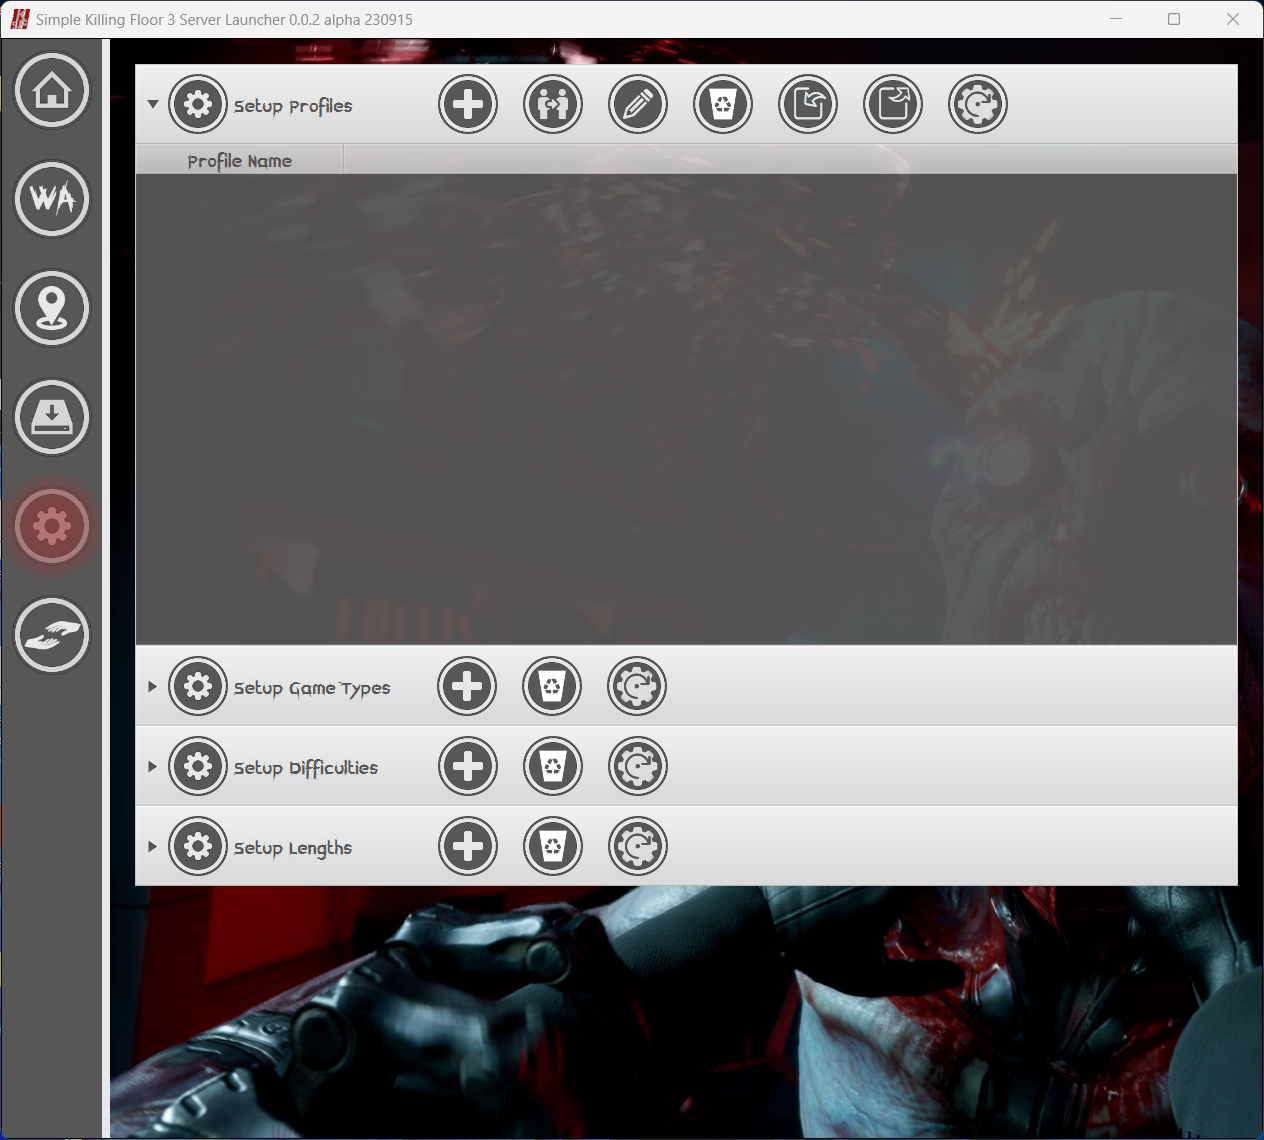 Simple Killing Floor 3 Server Launcher 0.0.2 alpha 230915
WA
Setup Profiles
Profile Name
Setup Game Types
Setup Difficulties
Setup Lengths